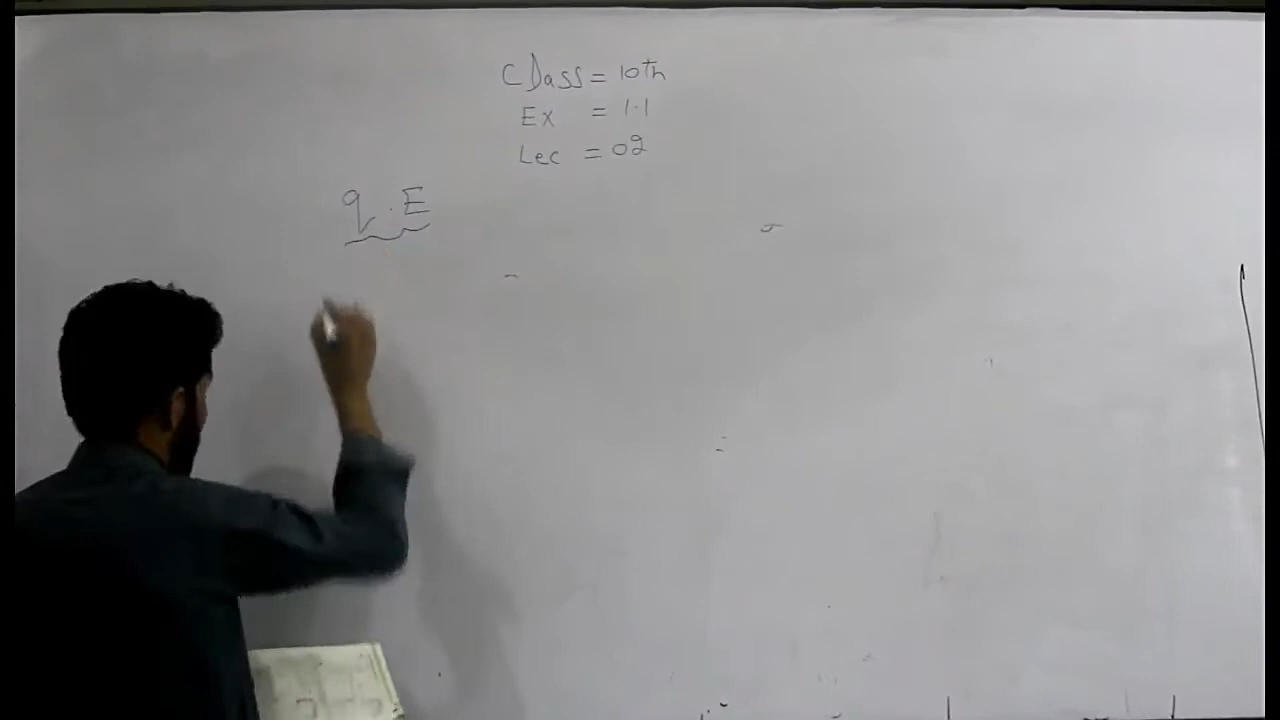 Class = 10th
Ex = 1.1
Lec = 02
q.E